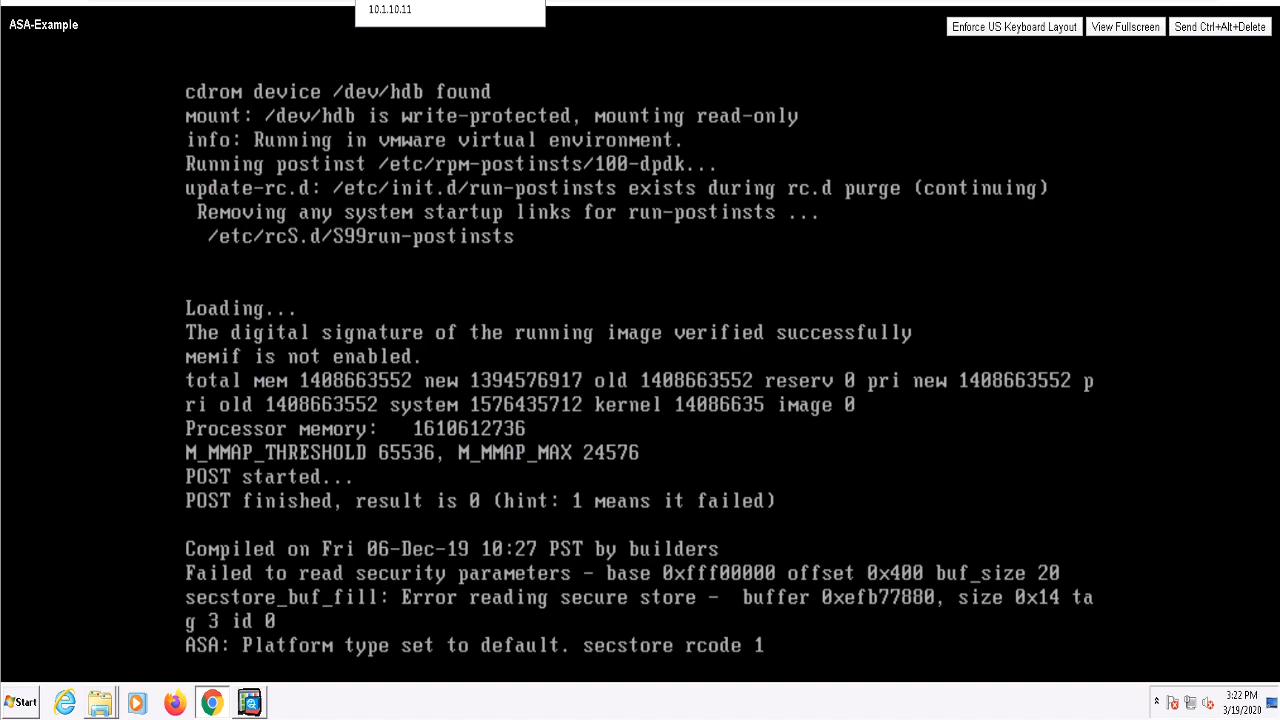 10.1.10.11
ASA-Example
Enforce US Keyboard Layout
View Fullscreen
Send Ctrl+Alt+Delete
cdrom device /dev/hdb found
mount: /dev/hdb is write-protected, mounting read-only
info: Running in vmware virtual environment.
Running postinst /etc/rpm-postinsts/100-dpdk...
update-rc.d: /etc/init.d/run-postinsts exists during rc.d purge (continuing)
Removing any system startup links for run-postinsts ...
/etc/rcS.d/S99run-postinsts
Loading...
The digital signature of the running image verified successfully
memif is not enabled.
total mem 1408663552 new 1394576917 old 1408663552 reserv 0 pri new 1408663552 p
ri old 1408663552 system 1576435712 kernel 14086635 image 0
Processor memory:   1610612736
M_MMAP_THRESHOLD 65536, M_MMAP_MAX 24576
POST started...
POST finished, result is 0 (hint: 1 means it failed)
Compiled on Fri 06-Dec-19 10:27 PST by builders
Failed to read security parameters - base 0xfff00000 offset 0x400 buf_size 20
secstore_buf_fill: Error reading secure store -  buffer 0xefb77880, size 0x14 ta
g 3 id 0
ASA: Platform type set to default. secstore rcode 1
Start
3:22 PM
3/19/2020